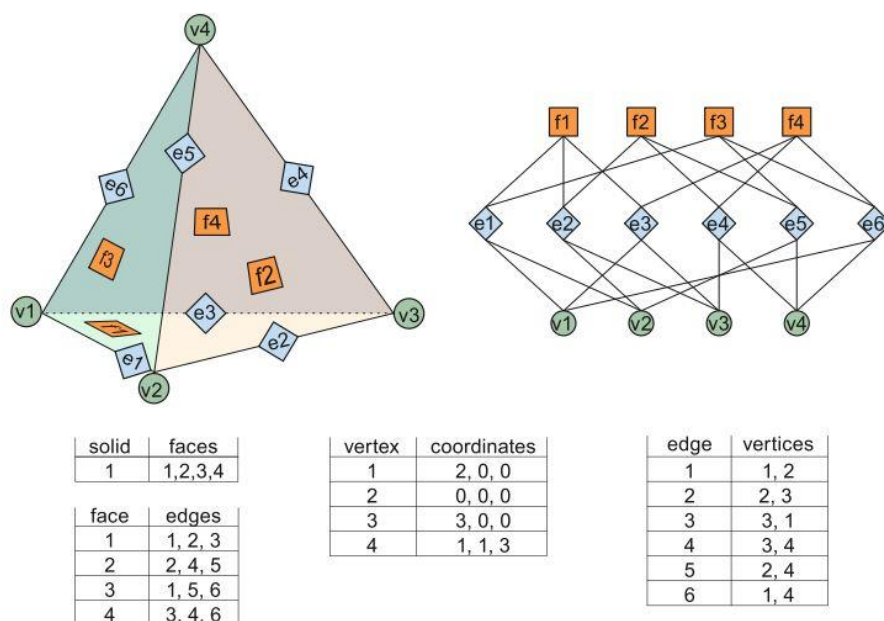 v4
e5
e6
e4
f4
f3
f2
v1
e3
v3
f1
e1
e2
v2
f1 f2 f3 f4
e1 e2 e3 e4 e5 e6
v1 v2 v3 v4
solid faces
1 1,2,3,4
face edges
1 1, 2, 3
2 2, 4, 5
3 1, 5, 6
4 3, 4, 6
vertex coordinates
1 2, 0, 0
2 0, 0, 0
3 3, 0, 0
4 1, 1, 3
edge vertices
1 1, 2
2 2, 3
3 3, 1
4 3, 4
5 2, 4
6 1, 4